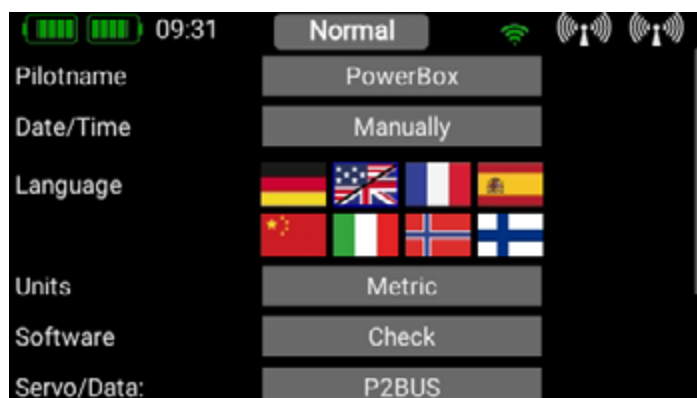 09:31 Normal
Pilotname PowerBox
Date/Time Manually
Language
Units Metric
Software Check
Servo/Data: P2BUS